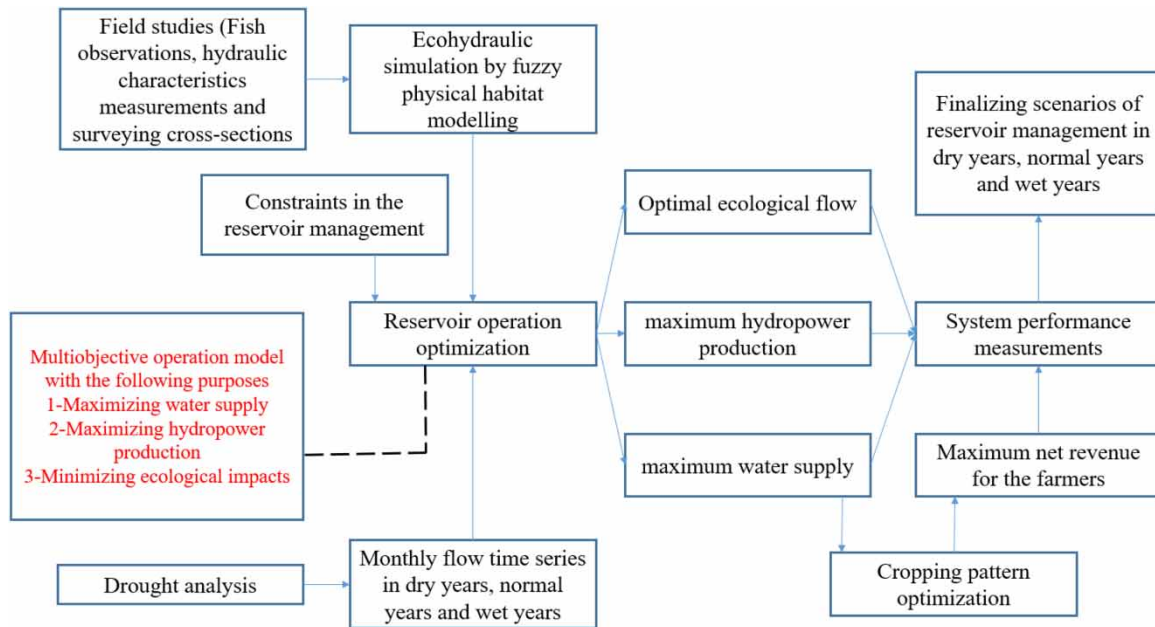 Field studies (Fish
observations, hydraulic
characteristics
measurements and
surveying cross-sections
Ecohydraulic
simulation by fuzzy
physical habitat
modelling
Finalizing scenarios of
reservoir management in
dry years, normal years
and wet years
Constraints in the
reservoir management
Optimal ecological flow
Multiobjective operation model
with the following purposes
1-Maximizing water supply
2-Maximizing hydropower
production
3-Minimizing ecological impacts
Reservoir operation
optimization
maximum hydropower
production
System performance
measurements
maximum water supply
Maximum net revenue
for the farmers
Drought analysis
Monthly flow time series
in dry years, normal
years and wet years
Cropping pattern
optimization